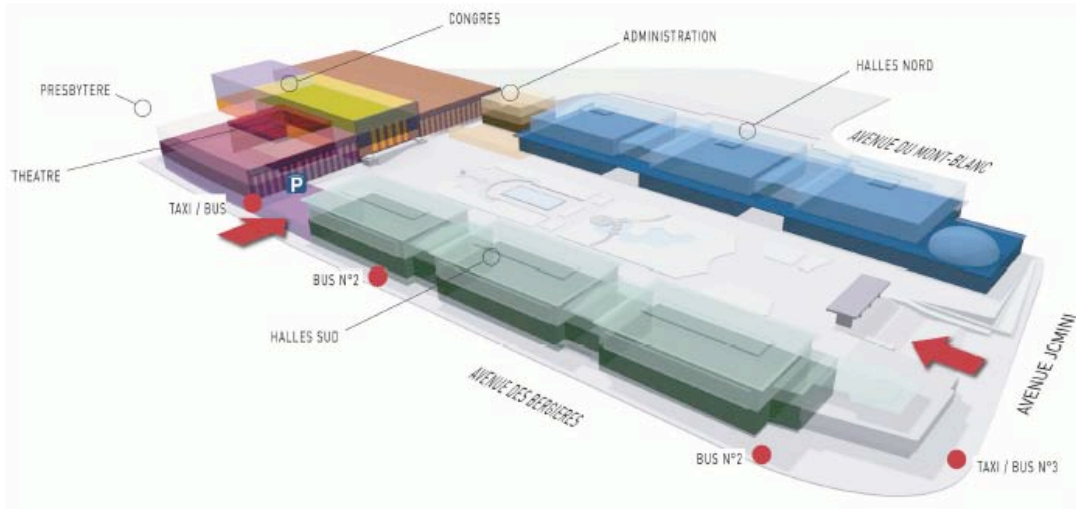 CONGRES
ADMINISTRATION
HALLES NORD
PRESBYTERE
AVENUE DU MONT-BLANC
THEATRE
P
TAXI / BUS
BUS N°2
HALLES SUD
AVENUE DES BERGIERES
AVENUE JOMINI
BUS N°2
TAXI / BUS N°3